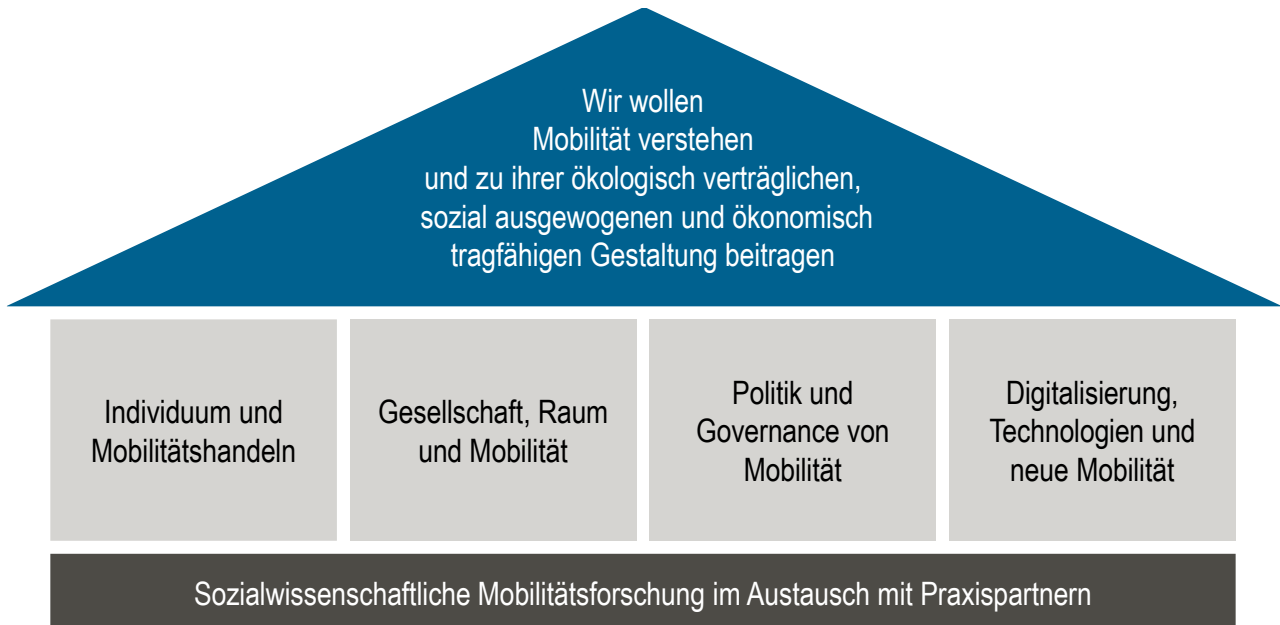 Wir wollen
Mobilität verstehen
und zu ihrer ökologisch verträglichen,
sozial ausgewogenen und ökonomisch
tragfähigen Gestaltung beitragen
Individuum und
Mobilitätshandeln
Gesellschaft, Raum
und Mobilität
Politik und
Governance von
Mobilität
Digitalisierung,
Technologien und
neue Mobilität
Sozialwissenschaftliche Mobilitätsforschung im Austausch mit Praxispartnern